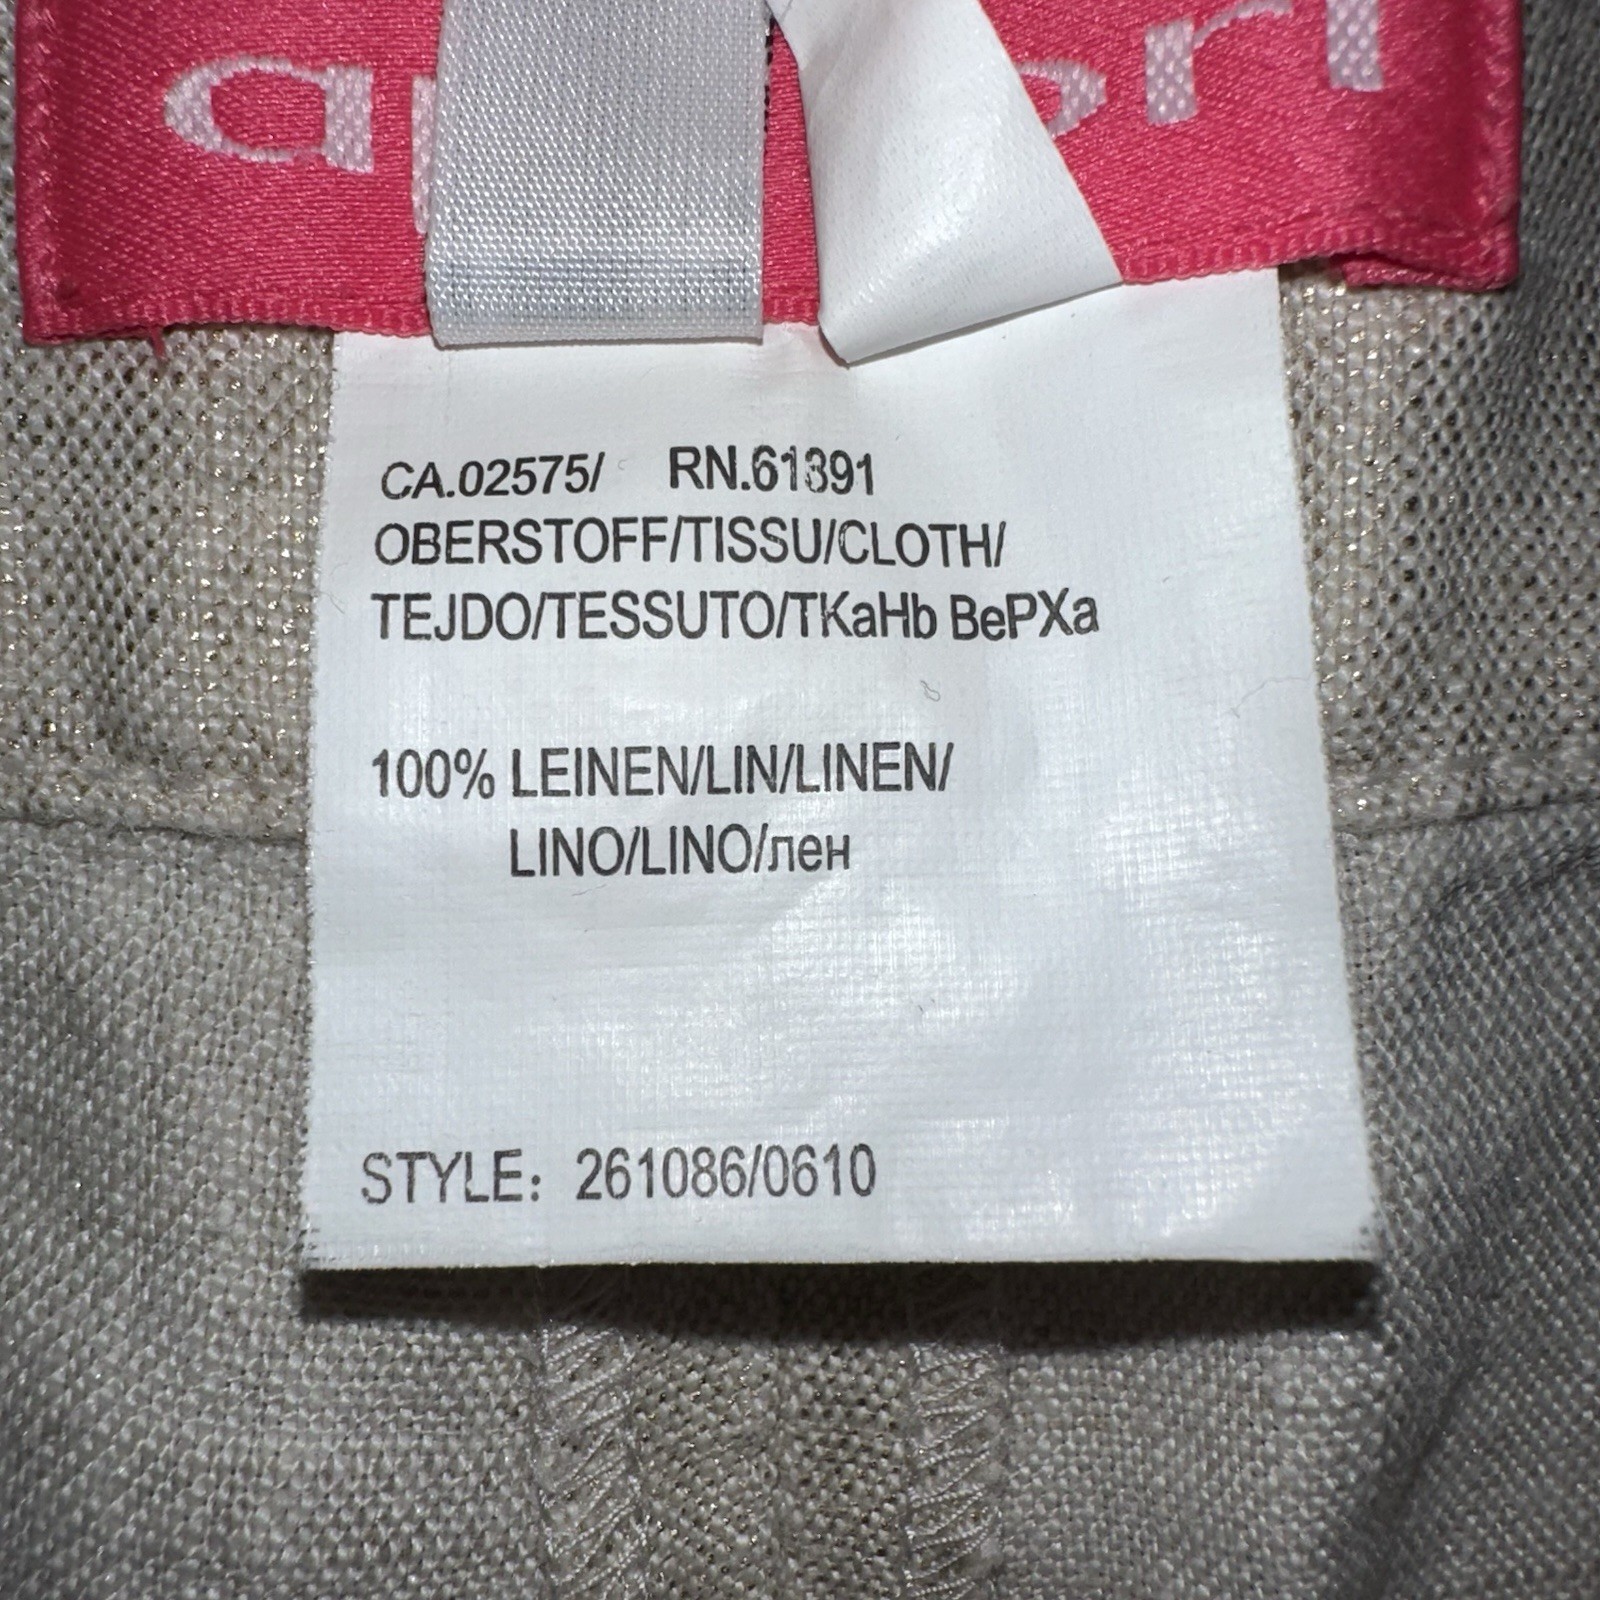 CA.02575/ RN.61391
OBERSTOFF/TISSU/CLOTH/
TEJDO/TESSUTO/TKaHb BePXa
100% LEINEN/LIN/LINEN/
LINO/LINO/лен
STYLE: 261086/0610